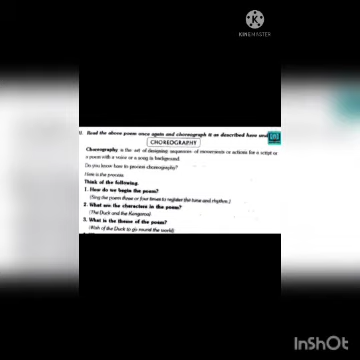 KINEMASTER
II. Read the above poem once again and choreograph it as described here und
CHOREOGRAPHY
Choreography is the art of designing sequences of movements or actions for a script or
a poem with a voice or a song in background.
Do you know how to process choreography?
Here is the process.
Think of the following.
1. How do we begin the poem?
(Sing the poem three or four times to register the tune and rhythm.)
2. What are the characters in the poem?
(The Duck and the Kangaroo)
3. What is the theme of the poem?
(Wish of the Duck to go round the world)
InShOt